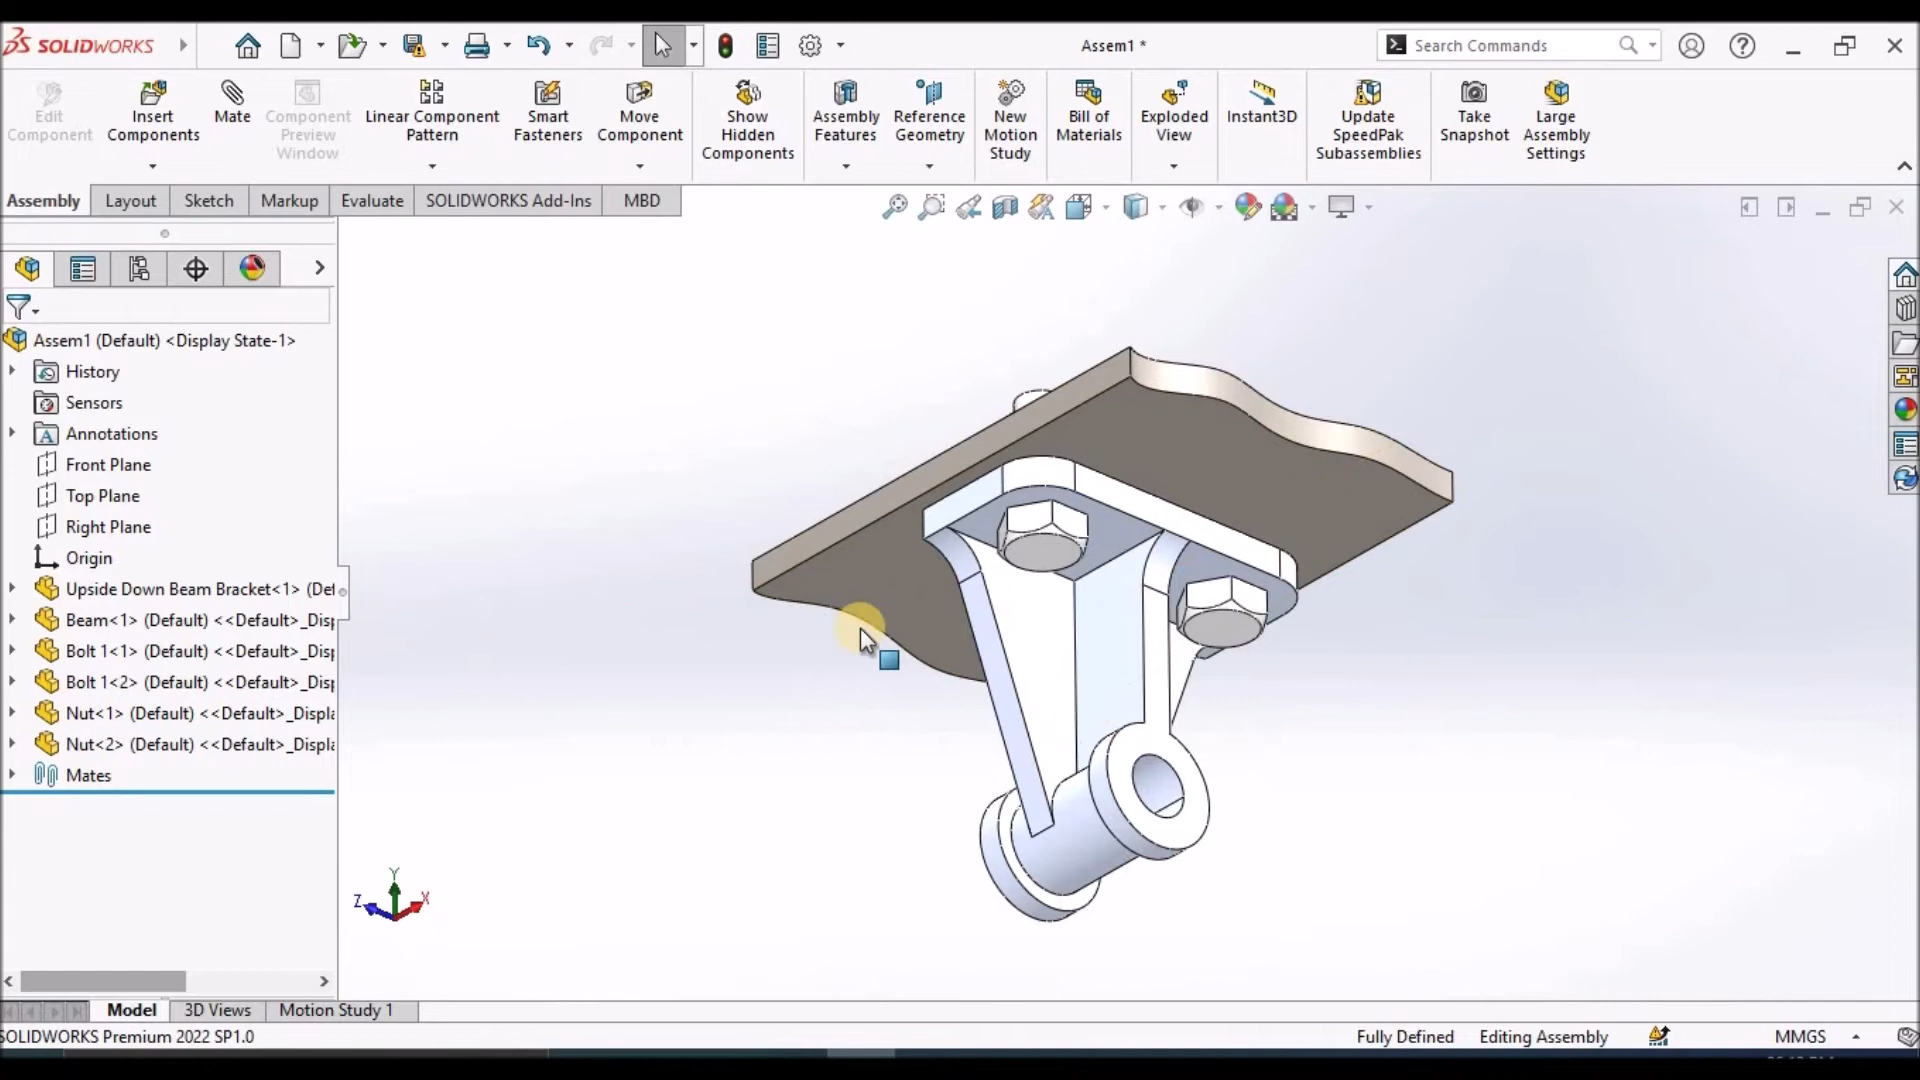 SOLIDWORKS
Assem1 *
Search Commands
Edit
Component
Insert
Components
Mate
Component
Preview
Window
Linear Component
Pattern
Smart
Fasteners
Move
Component
Show
Hidden
Components
Assembly
Features
Reference
Geometry
New
Motion
Study
Bill of
Materials
Exploded
View
Instant3D
Update
SpeedPak
Subassemblies
Take
Snapshot
Large
Assembly
Settings
Assembly
Layout
Sketch
Markup
Evaluate
SOLIDWORKS Add-Ins
MBD
Assem1 (Default) <Display State-1>
History
Sensors
Annotations
Front Plane
Top Plane
Right Plane
Origin
Upside Down Beam Bracket<1> (Def
Beam<1> (Default) <<Default>_Disp
Bolt 1<1> (Default) <<Default>_Disp
Bolt 1<2> (Default) <<Default>_Disp
Nut<1> (Default) <<Default>_Displa
Nut<2> (Default) <<Default>_Displa
Mates
Y
Z
X
Model
3D Views
Motion Study 1
SOLIDWORKS Premium 2022 SP1.0
Fully Defined
Editing Assembly
MMGS